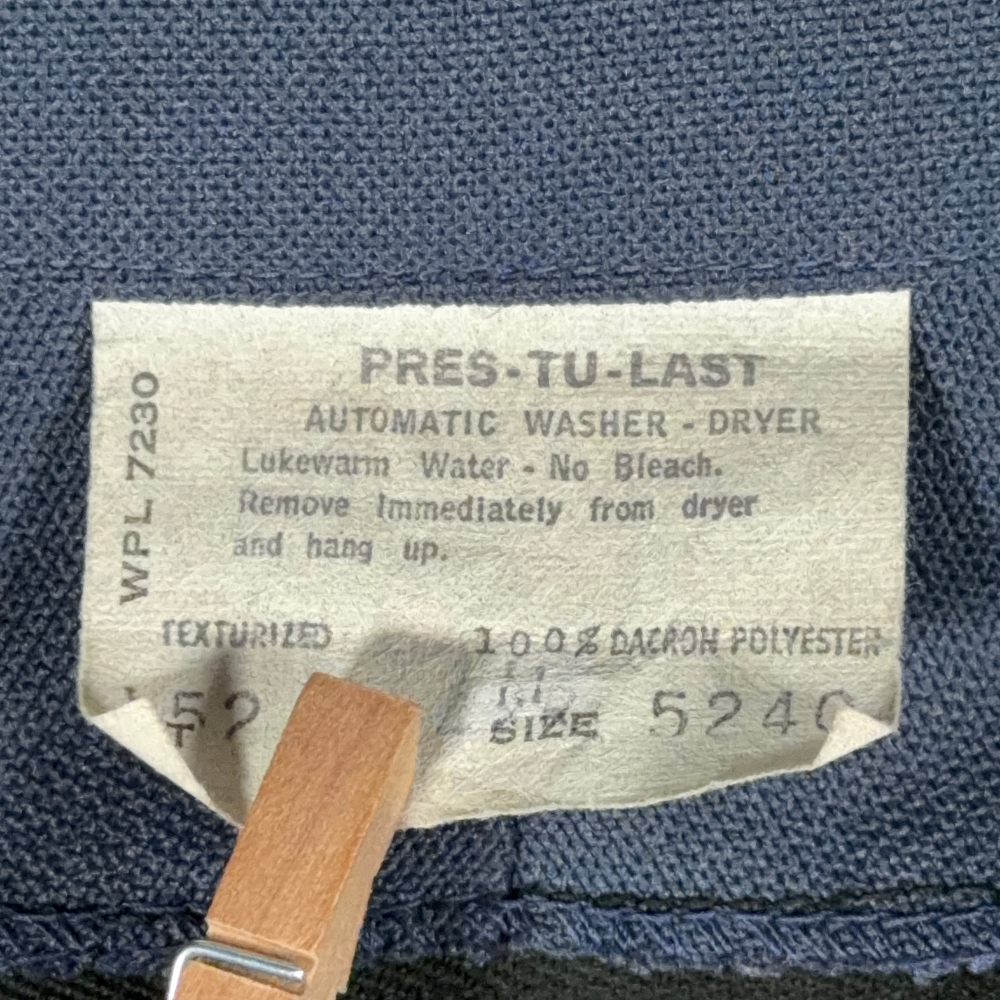 PRES-TU-LAST
AUTOMATIC WASHER - DRYER
Lukewarm Water - No Bleach.
Remove Immediately from dryer
and hang up.
WPL 7230
TEXTURIZED 100% DACRON POLYESTER
SIZE